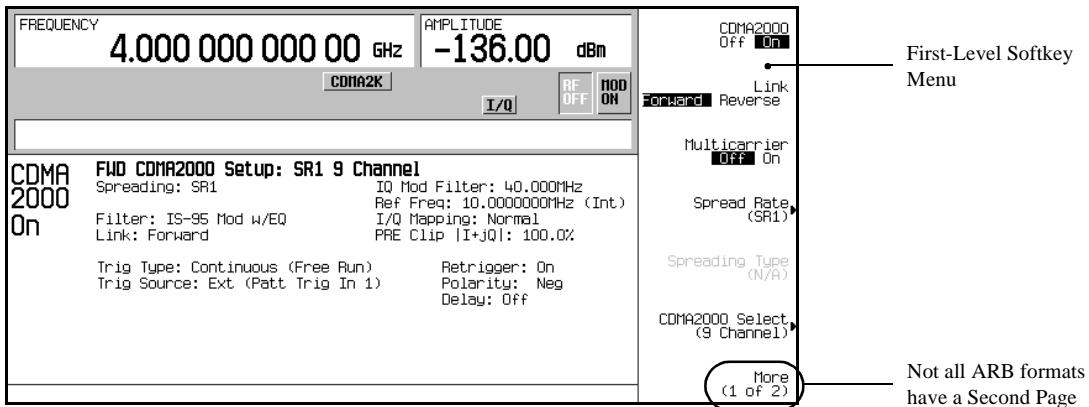 FREQUENCY
4.000 000 000 00 GHz
AMPLITUDE
-136.00 dBm
CDMA2K
I/Q
RF OFF
MOD ON
CDMA 2000 On
FWD CDMA2000 Setup: SR1 9 Channel
Spreading: SR1
IQ Mod Filter: 40.000MHz
Ref Freq: 10.0000000MHz (Int)
Filter: IS-95 Mod w/EQ
I/Q Mapping: Normal
Link: Forward
PRE Clip |I+jQ|: 100.0%
Trig Type: Continuous (Free Run)
Retrigger: On
Trig Source: Ext (Patt Trig In 1)
Polarity: Neg
Delay: Off
CDMA2000
Off On
Link
Forward Reverse
Multicarrier
Off On
Spread Rate
(SR1)
Spreading Type
(N/A)
CDMA2000 Select
(9 Channel)
More
(1 of 2)
First-Level Softkey
Menu
Not all ARB formats
have a Second Page